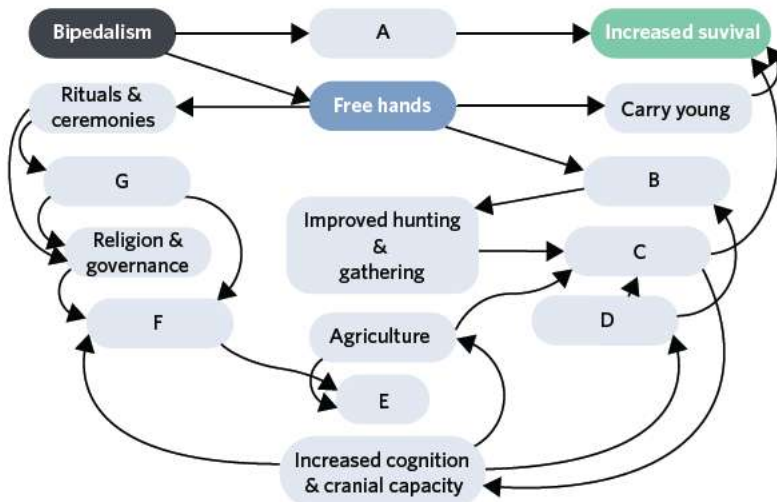 Bipedalism
A
Increased suvival
Rituals &
ceremonies
Free hands
Carry young
G
B
Improved hunting
&
gathering
Religion &
governance
C
F
Agriculture
D
E
Increased cognition
& cranial capacity